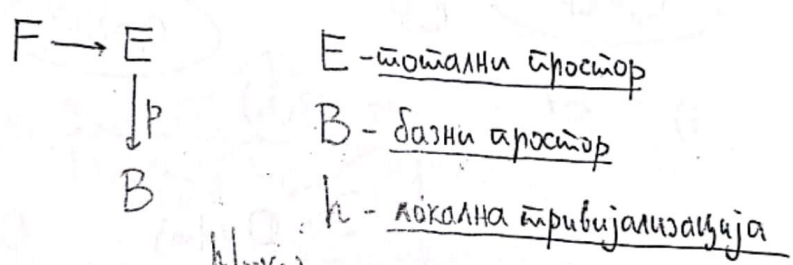 F → E
E - тотални простор
p
B - базни простор
B
h - локална тривијализација